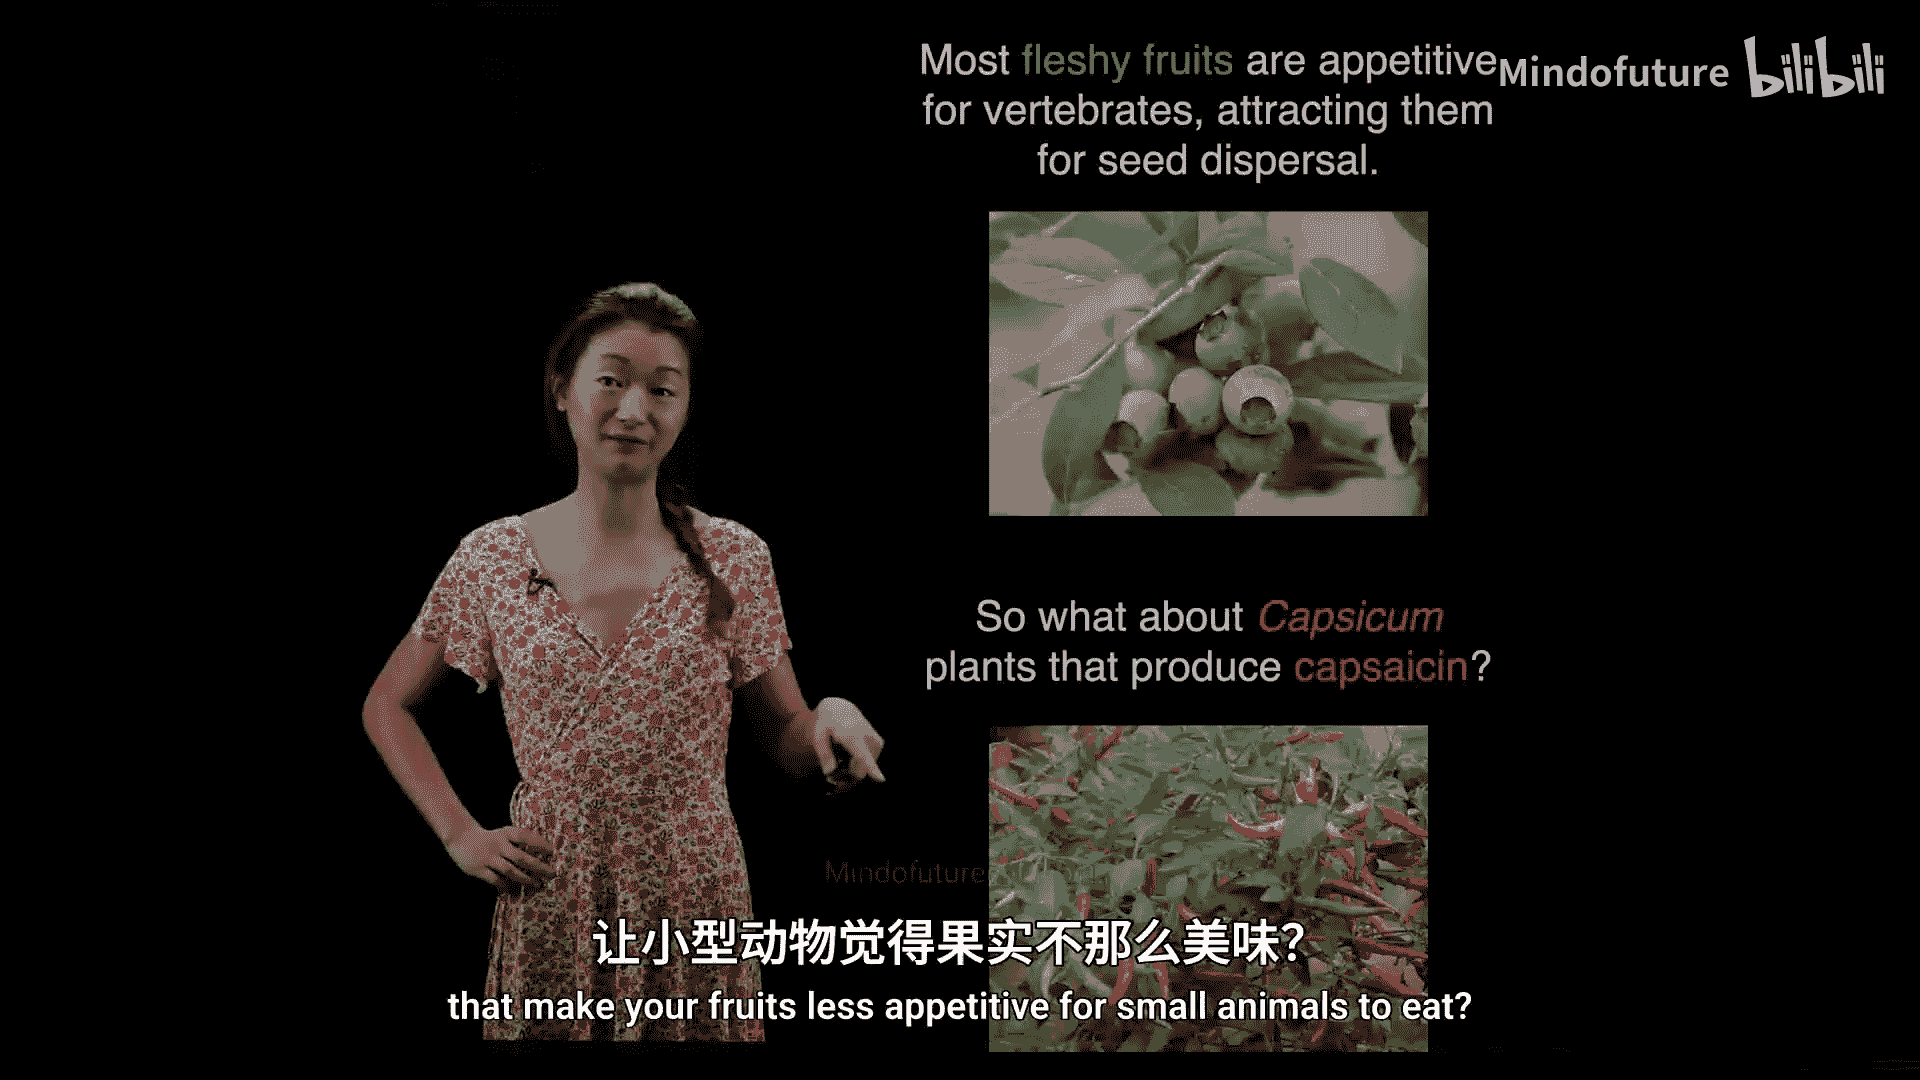 Most fleshy fruits are appetitive
for vertebrates, attracting them
for seed dispersal.
Mindofuture bilibili
So what about Capsicum
plants that produce capsaicin?
Mindofuture
让小型动物觉得果实不那么美味?
that make your fruits less appetitive for small animals to eat?